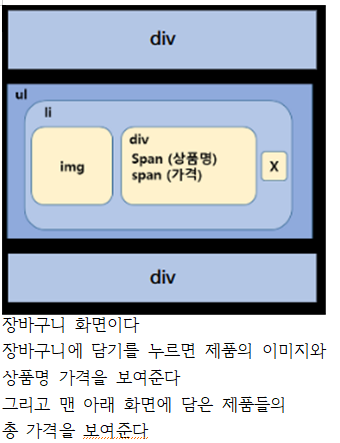 div
ul
li
img
div
Span (상품명)
span (가격)
X
div
장바구니 화면이다
장바구니에 담기를 누르면 제품의 이미지와
상품명 가격을 보여준다
그리고 맨 아래 화면에 담은 제품들의
총 가격을 보여준다